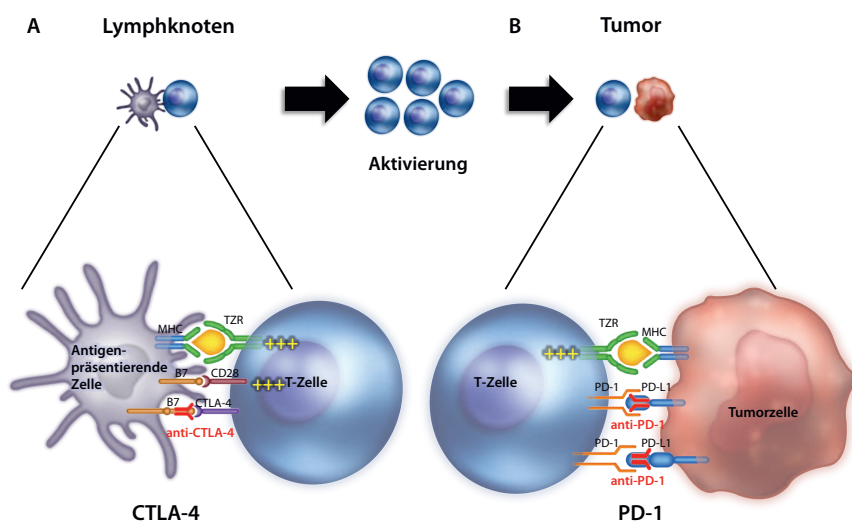 A
Lymphknoten
B
Tumor
Aktivierung
MHC
TZR
+++
Antigen-
präsentierende
Zelle
B7
CD28
+++
T-Zelle
B7
CTLA-4
anti-CTLA-4
CTLA-4
TZR
MHC
+++
T-Zelle
PD-1
PD-L1
anti-PD-1
Tumorzelle
PD-1
PD-L1
anti-PD-1
PD-1